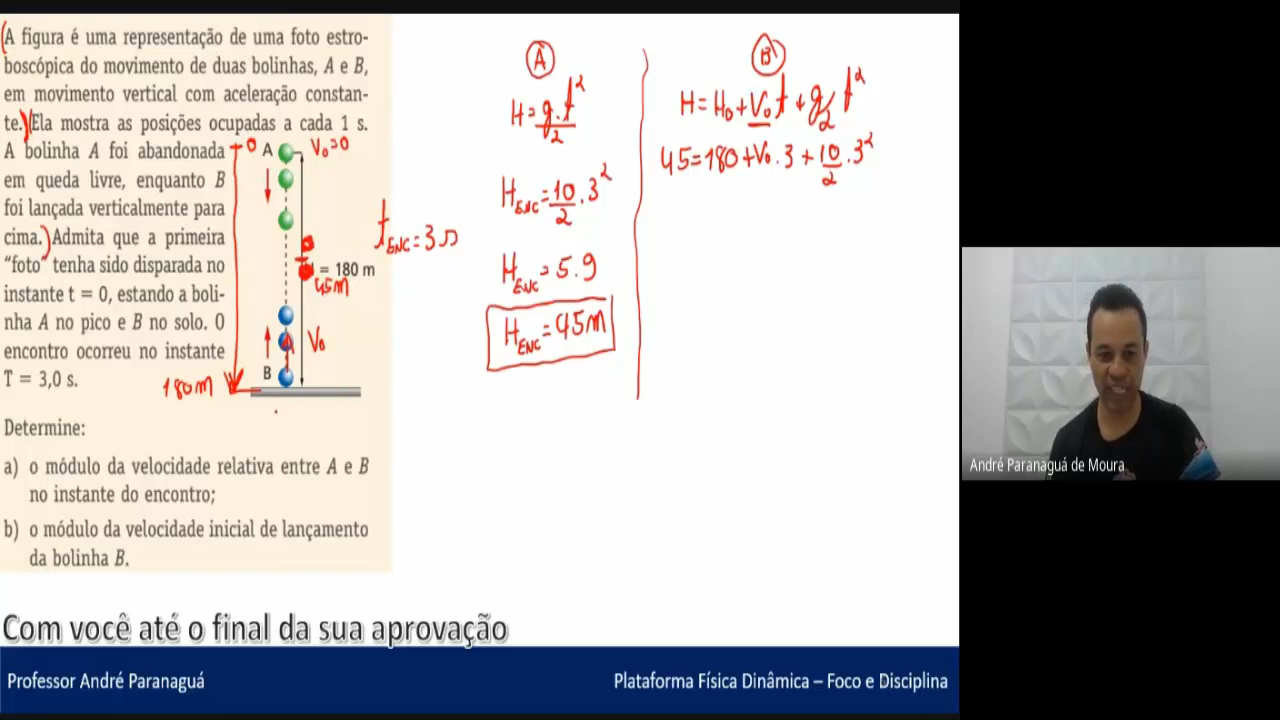 (A figura é uma representação de uma foto estro-
boscópica do movimento de duas bolinhas, A e B,
em movimento vertical com aceleração constan-
te.)(Ela mostra as posições ocupadas a cada 1 s.
A bolinha A foi abandonada
em queda livre, enquanto B
foi lançada verticalmente para
cima.) Admita que a primeira
“foto” tenha sido disparada no
instante t = 0, estando a boli-
nha A no pico e B no solo. O
encontro ocorreu no instante
T = 3,0 s.
0 A V₀=0
= 180 m
45m
V₀
B
180m
t ENC = 3s
Determine:
a) o módulo da velocidade relativa entre A e B
no instante do encontro;
b) o módulo da velocidade inicial de lançamento
da bolinha B.
A
H = g.t²/2
H ENC = 10/2 . 3²
H ENC = 5.9
H ENC = 45m
B
H = H₀ + V₀t + g/2 t²
45 = 180 + V₀.3 + 10/2 . 3²
André Paranaguá de Moura
Com você até o final da sua aprovação
Professor André Paranaguá
Plataforma Física Dinâmica – Foco e Disciplina